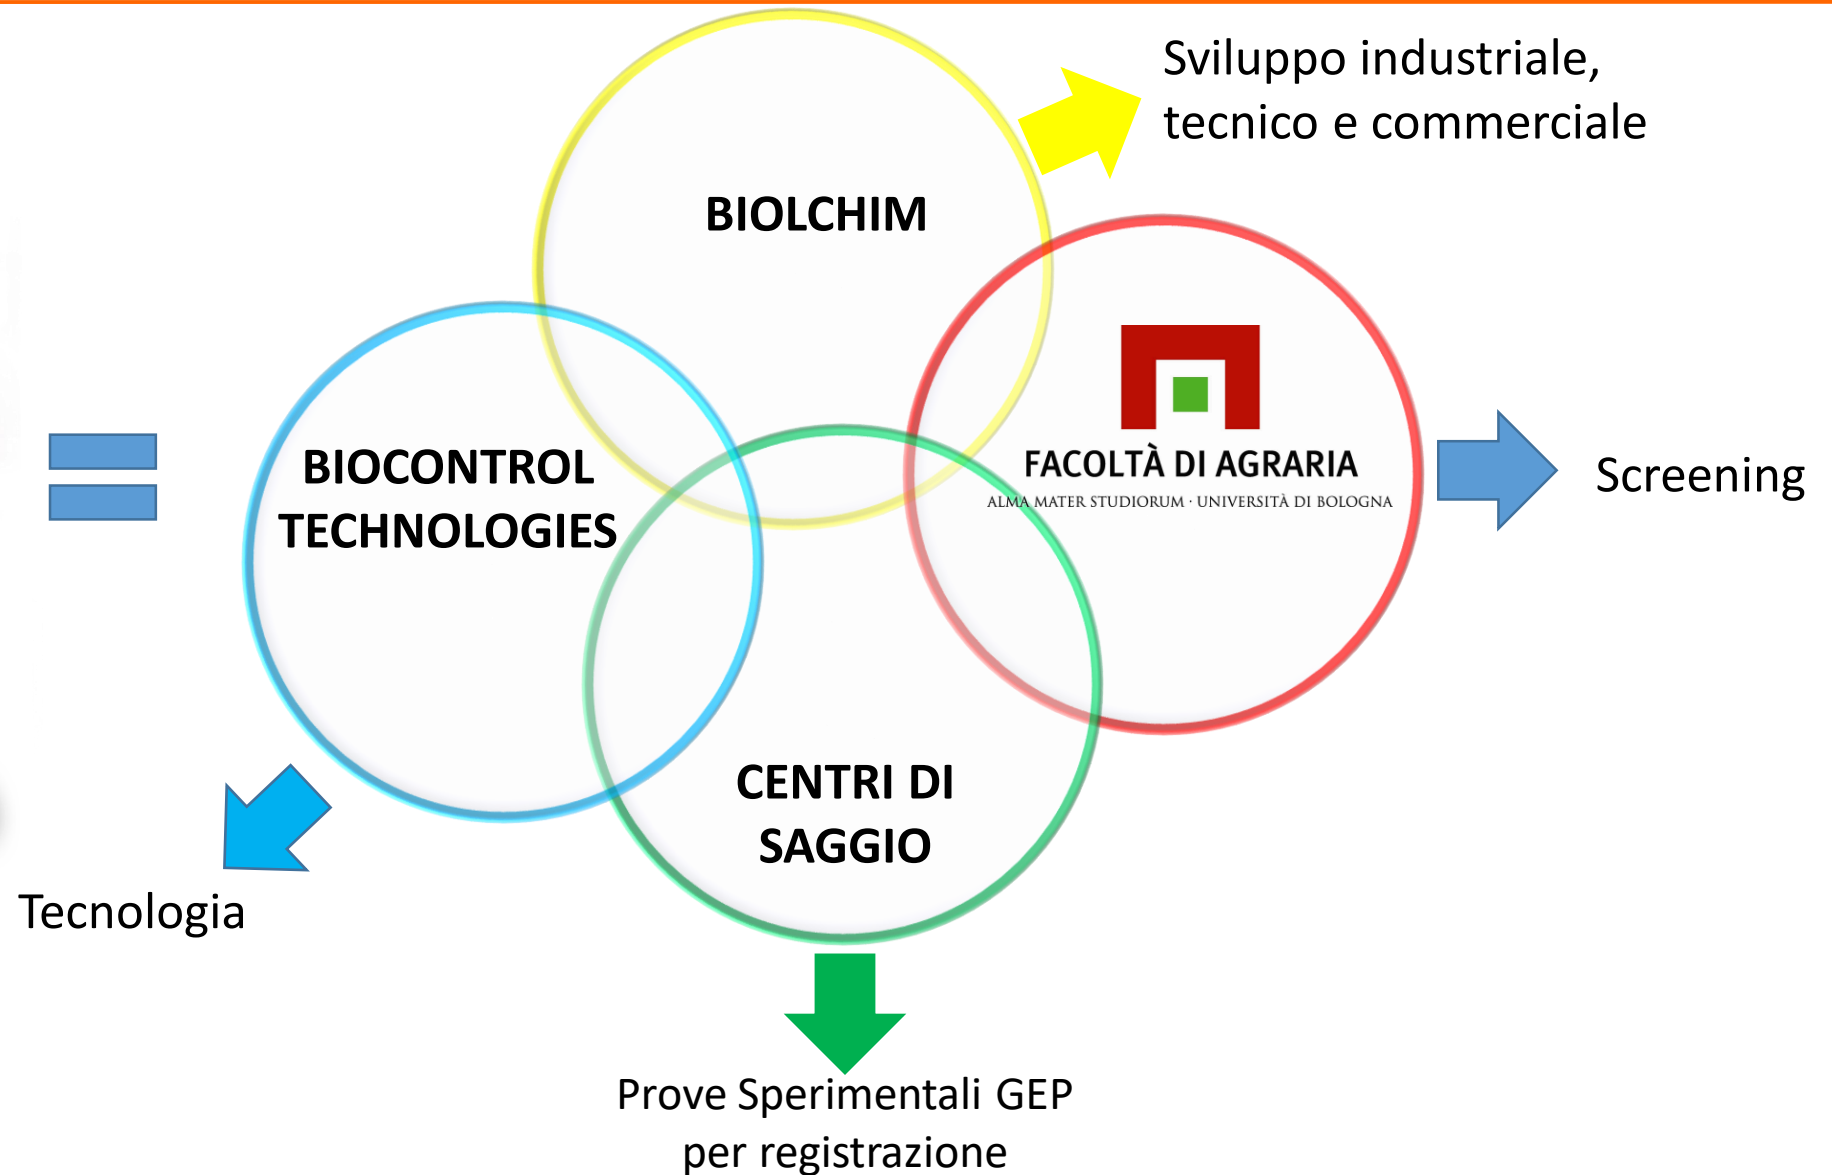 Sviluppo industriale,
tecnico e commerciale
BIOLCHIM
FACOLTÀ DI AGRARIA
ALMA MATER STUDIORUM · UNIVERSITÀ DI BOLOGNA
Screening
BIOCONTROL
TECHNOLOGIES
CENTRI DI
SAGGIO
Tecnologia
Prove Sperimentali GEP
per registrazione